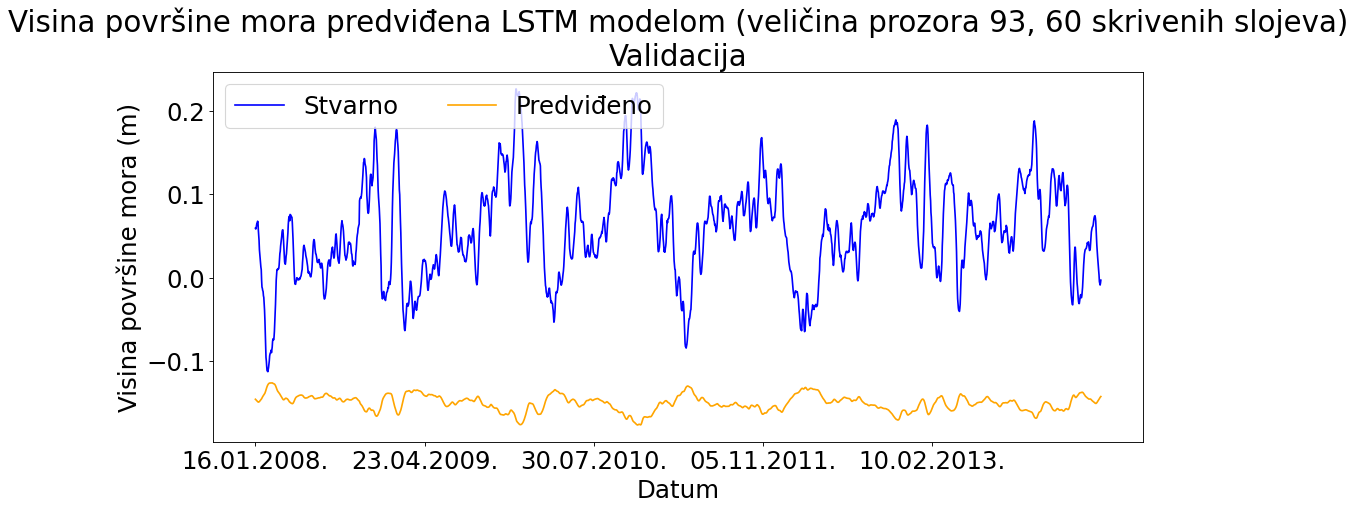 Visina površine mora predviđena LSTM modelom (veličina prozora 93, 60 skrivenih slojeva)
Validacija
Stvarno Predviđeno
Visina površine mora (m)
0.2
0.1
0.0
−0.1
16.01.2008. 23.04.2009. 30.07.2010. 05.11.2011. 10.02.2013.
Datum